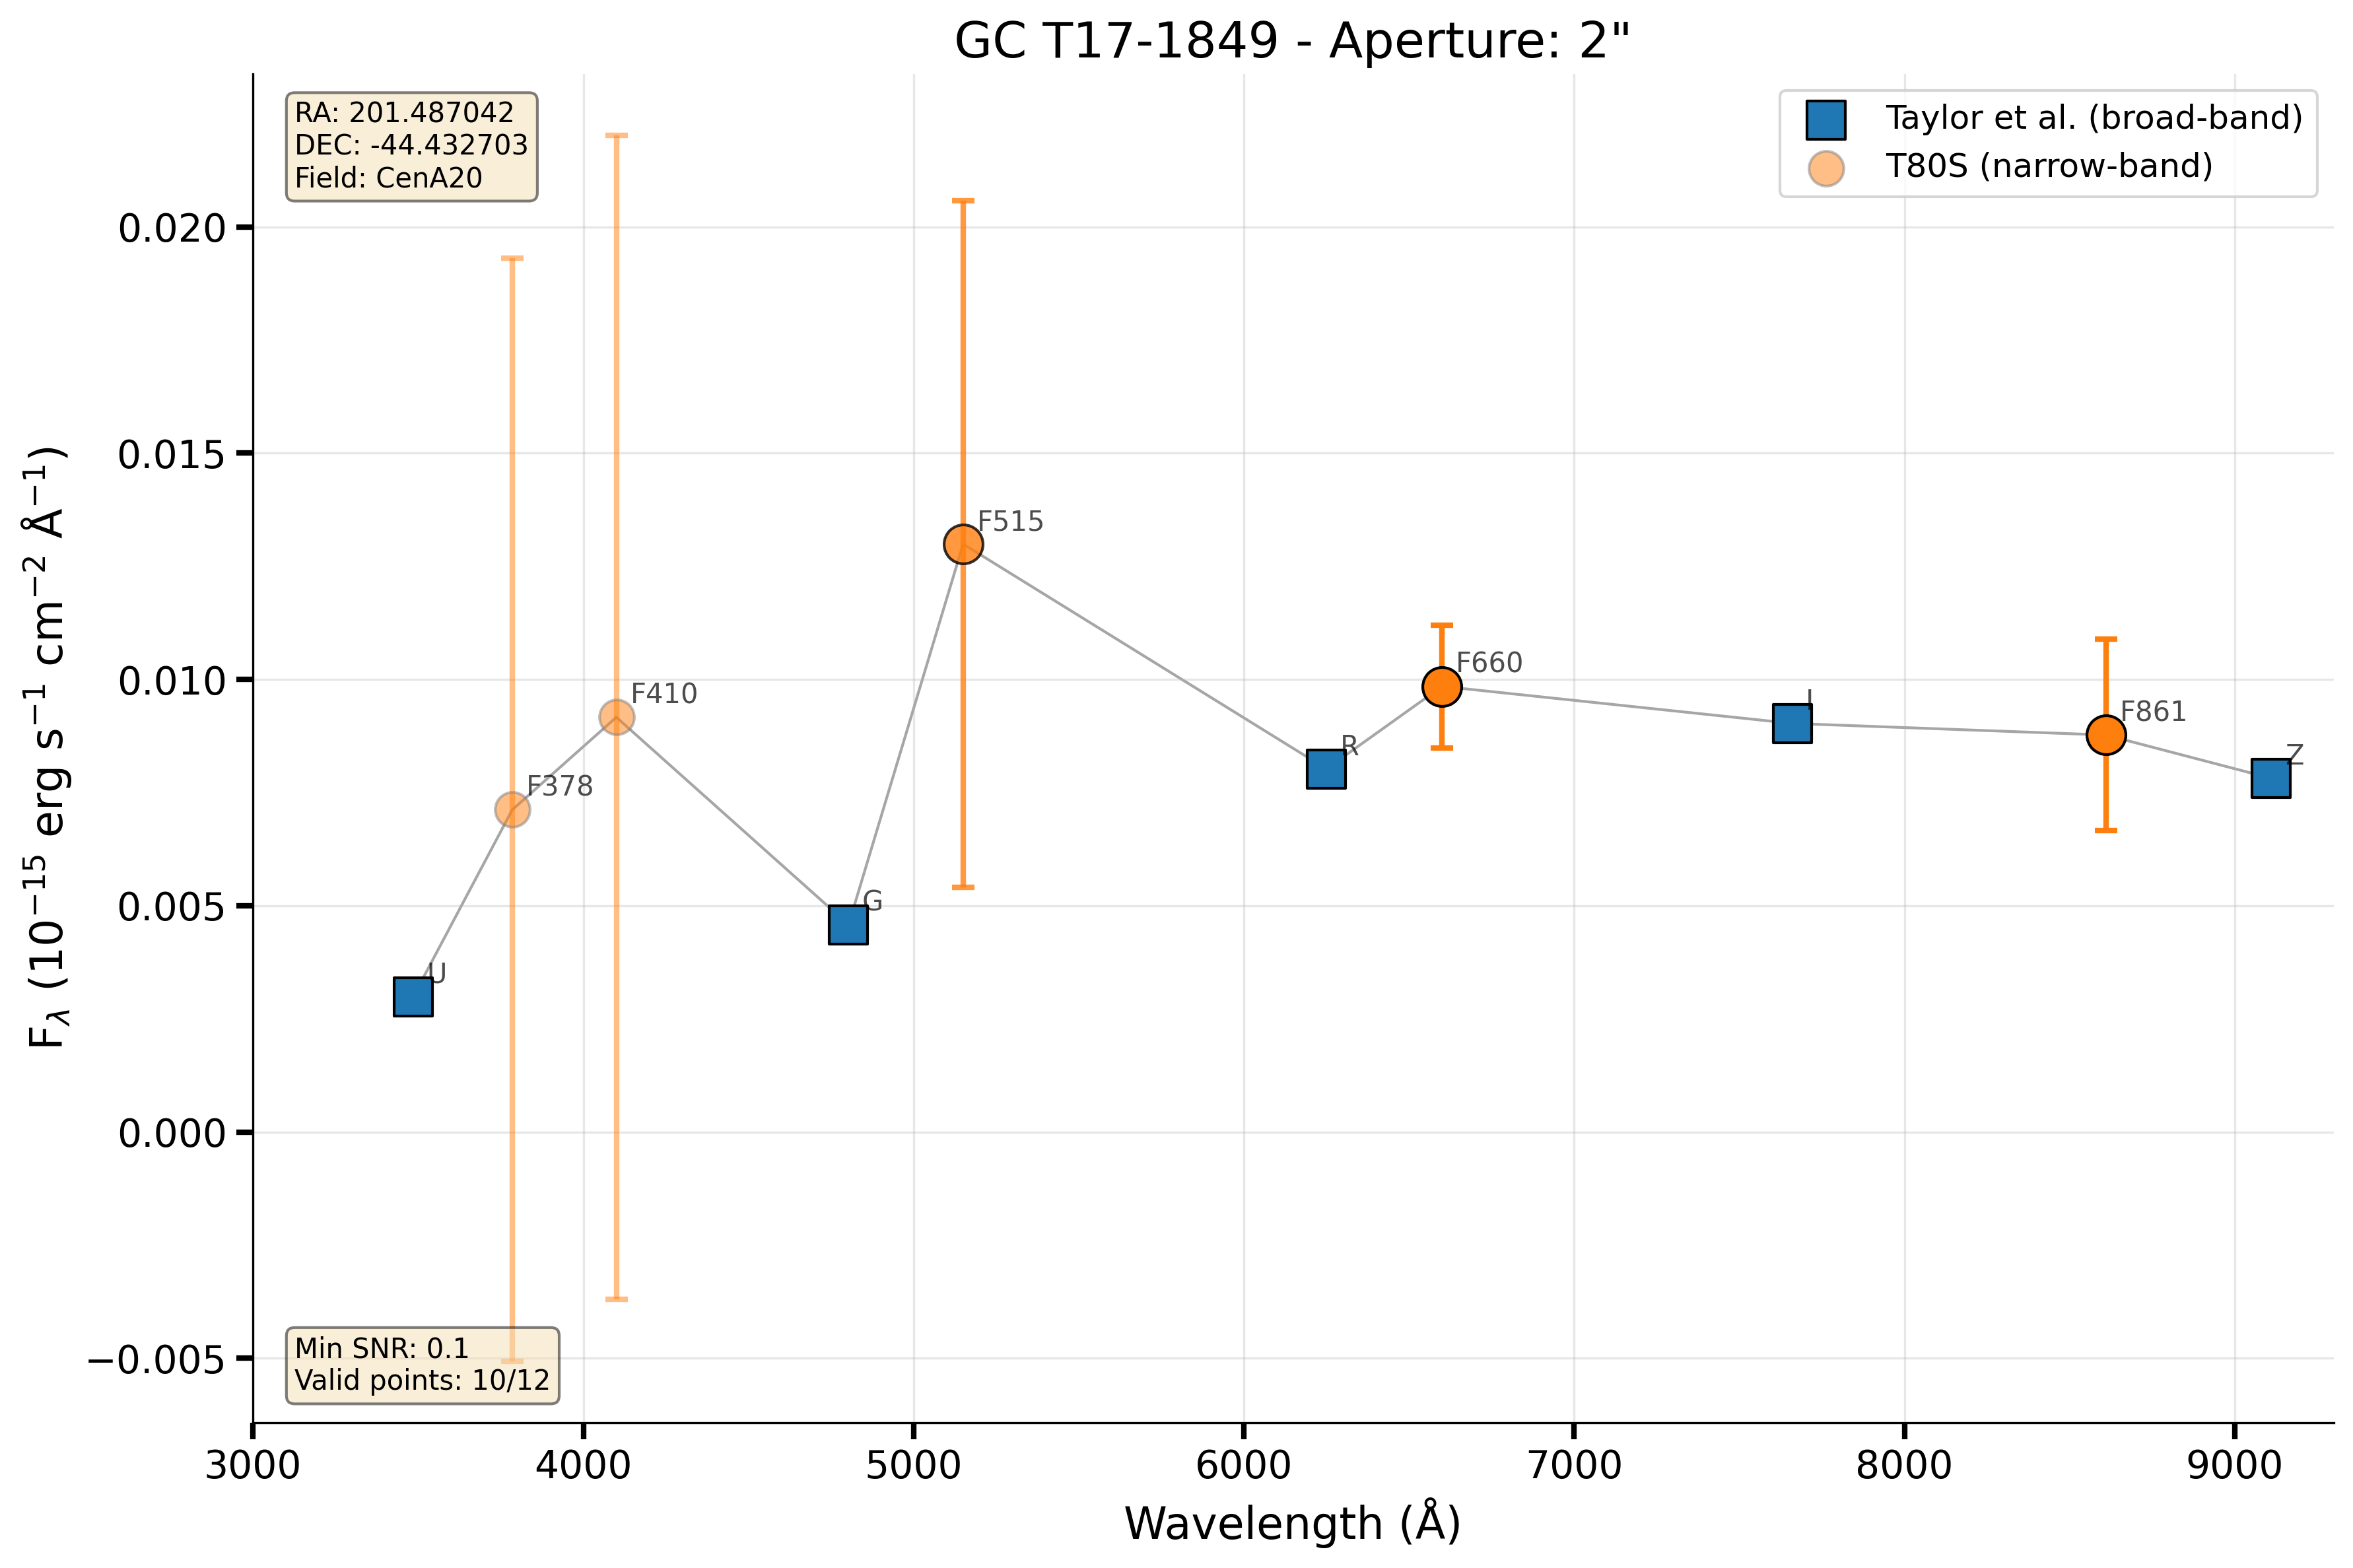 GC T17-1849 - Aperture: 2"
RA: 201.487042
DEC: -44.432703
Field: CenA20
Taylor et al. (broad-band)
T80S (narrow-band)
F$_\lambda$ (10$^{-15}$ erg s$^{-1}$ cm$^{-2}$ Å$^{-1}$)
0.020
0.015
0.010
0.005
0.000
−0.005
U
F378
F410
G
F515
R
F660
I
F861
Z
Min SNR: 0.1
Valid points: 10/12
3000 4000 5000 6000 7000 8000 9000
Wavelength (Å)